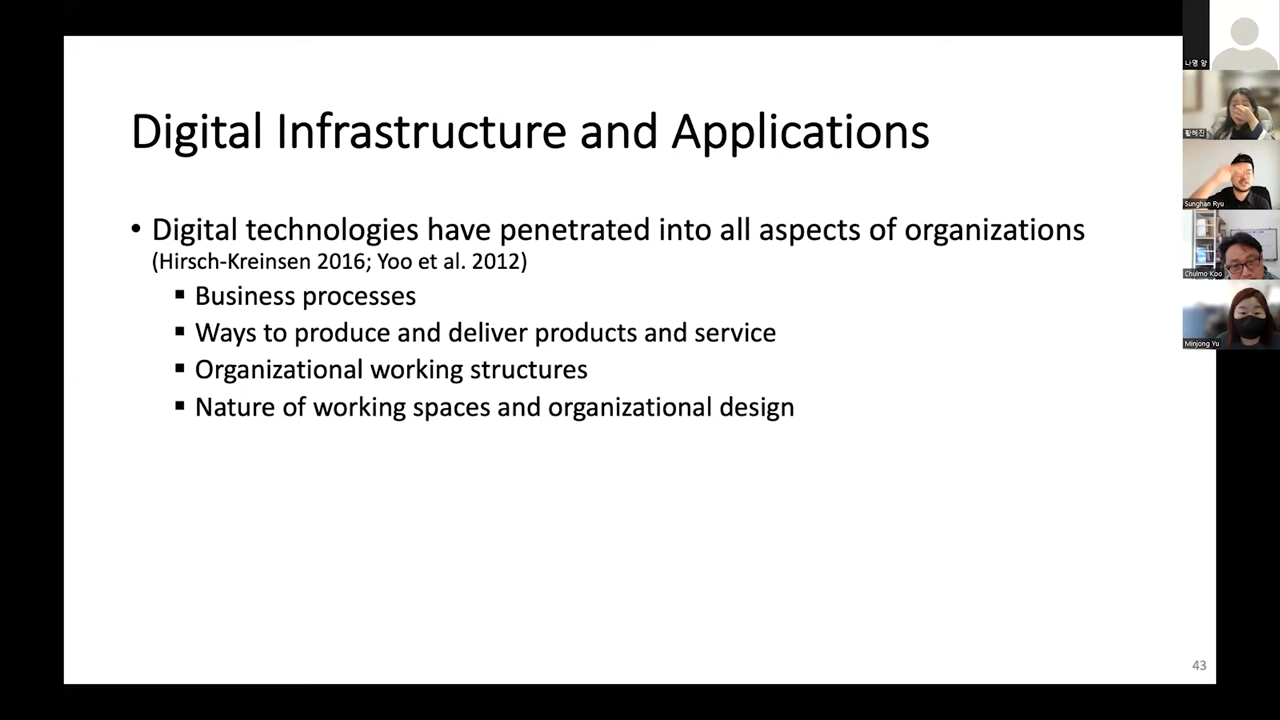 Digital Infrastructure and Applications
• Digital technologies have penetrated into all aspects of organizations
(Hirsch-Kreinsen 2016; Yoo et al. 2012)
▪ Business processes
▪ Ways to produce and deliver products and service
▪ Organizational working structures
▪ Nature of working spaces and organizational design
43
나영 양
황혜진
Sunghan Ryu
Chulmo Koo
Minjong Yu